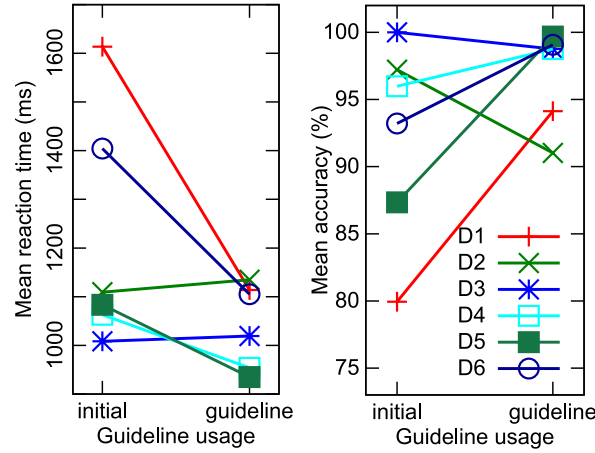 Mean reaction time (ms)
1600
1400
1200
1000
initial
guideline
Guideline usage
Mean accuracy (%)
100
95
90
85
80
75
D1
D2
D3
D4
D5
D6
initial
guideline
Guideline usage